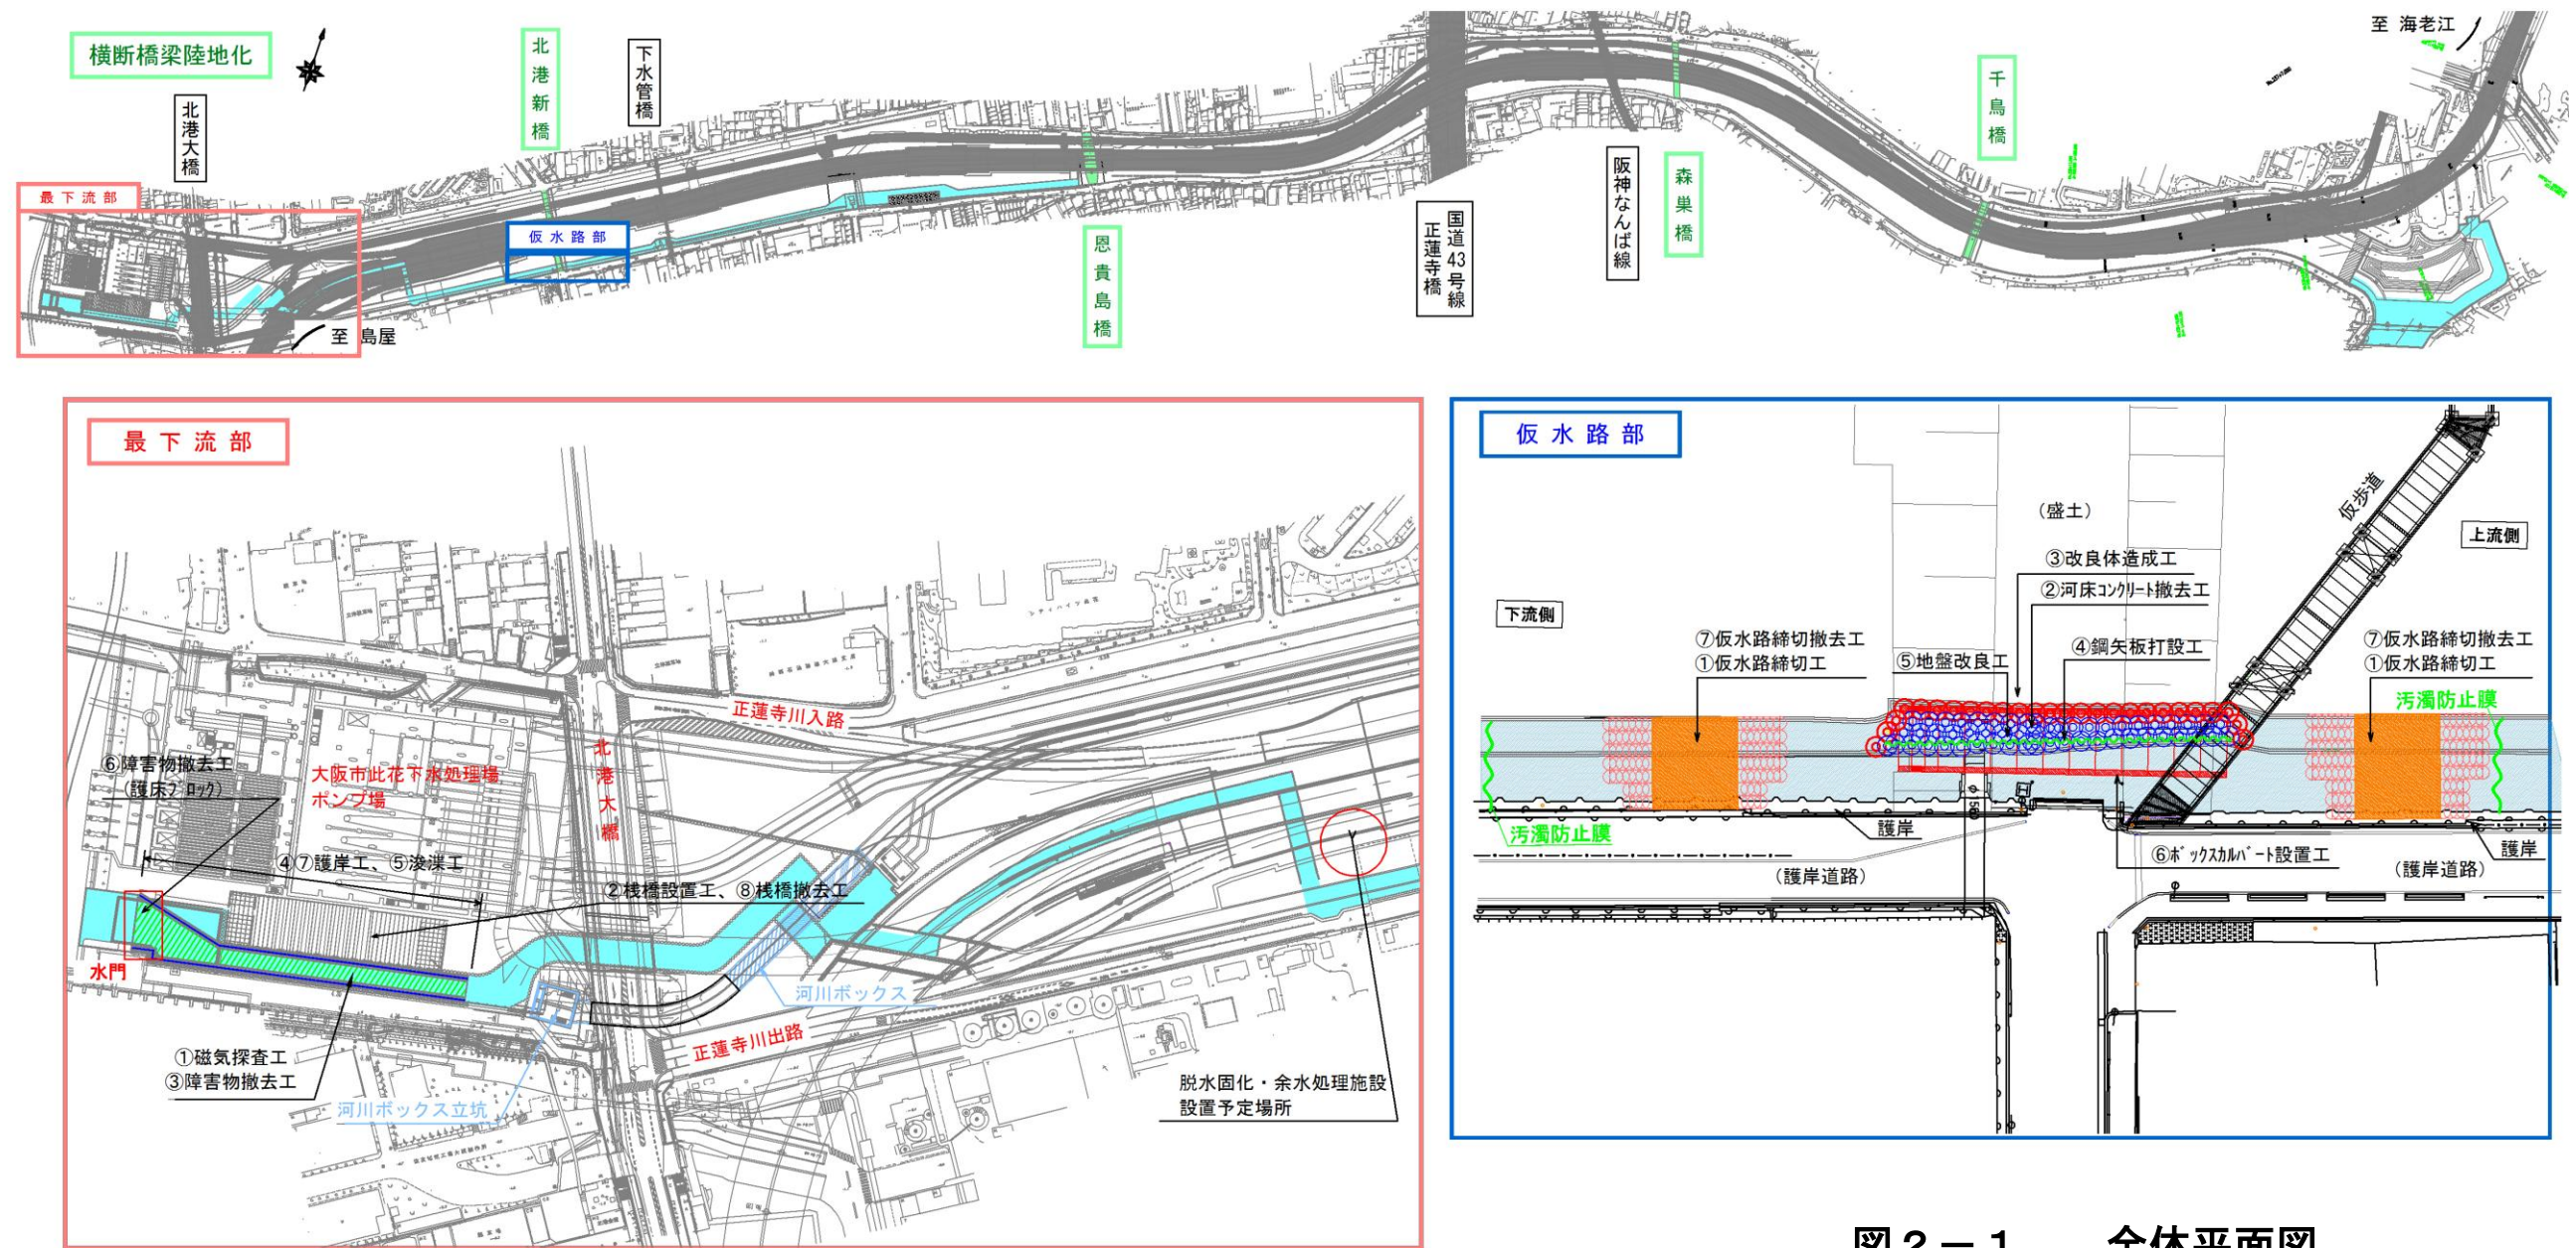 横断橋梁陸地化
北港大橋
北港新橋
下水管橋
恩貴島橋
国道43号線
正蓮寺橋
阪神なんば線
森巣橋
千鳥橋
至 海老江
最下流部
仮水路部
至 島屋
最下流部
正蓮寺川入路
北港大橋
⑥障害物撤去工
(護床ブロック)
大阪市此花下水処理場
ポンプ場
④⑦護岸工、⑤浚渫工
②桟橋設置工、⑧桟橋撤去工
水門
河川ボックス
正蓮寺川出路
①磁気探査工
③障害物撤去工
河川ボックス立坑
脱水固化・余水処理施設
設置予定場所
仮水路部
仮歩道
(盛土)
上流側
③改良体造成工
②河床コンクリート撤去工
下流側
⑦仮水路締切撤去工
①仮水路締切工
⑤地盤改良工
④鋼矢板打設工
⑦仮水路締切撤去工
①仮水路締切工
汚濁防止膜
汚濁防止膜
護岸
⑥ボックスカルバート設置工
護岸
(護岸道路)
(護岸道路)
図2-1 全体平面図